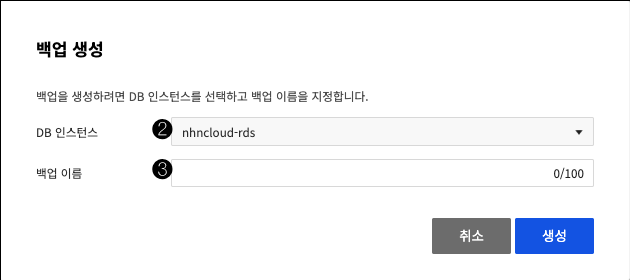 백업 생성
백업을 생성하려면 DB 인스턴스를 선택하고 백업 이름을 지정합니다.
DB 인스턴스 ❷ nhncloud-rds
백업 이름 ❸ 0/100
취소 생성